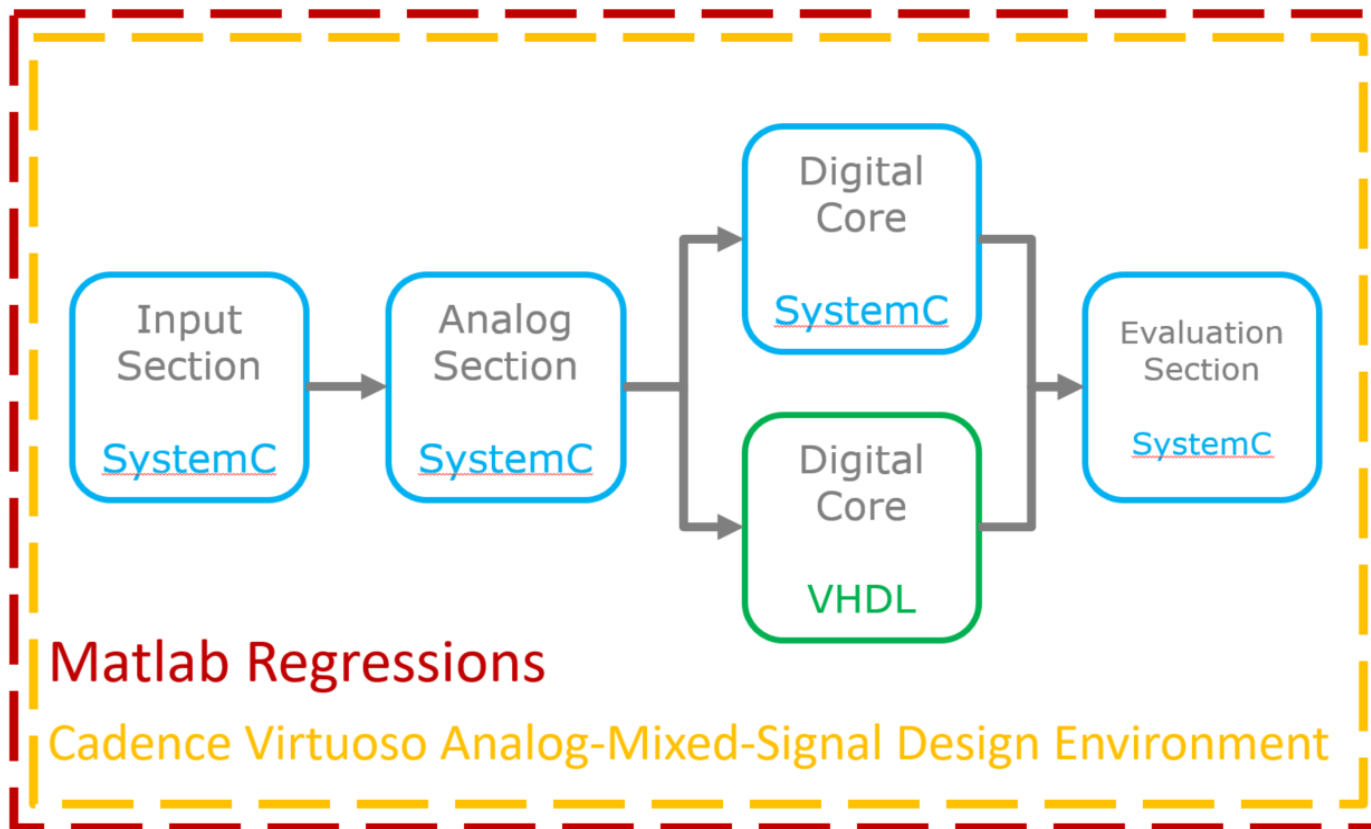 Input
Section
SystemC
Analog
Section
SystemC
Digital
Core
SystemC
Digital
Core
VHDL
Evaluation
Section
SystemC
Matlab Regressions
Cadence Virtuoso Analog-Mixed-Signal Design Environment